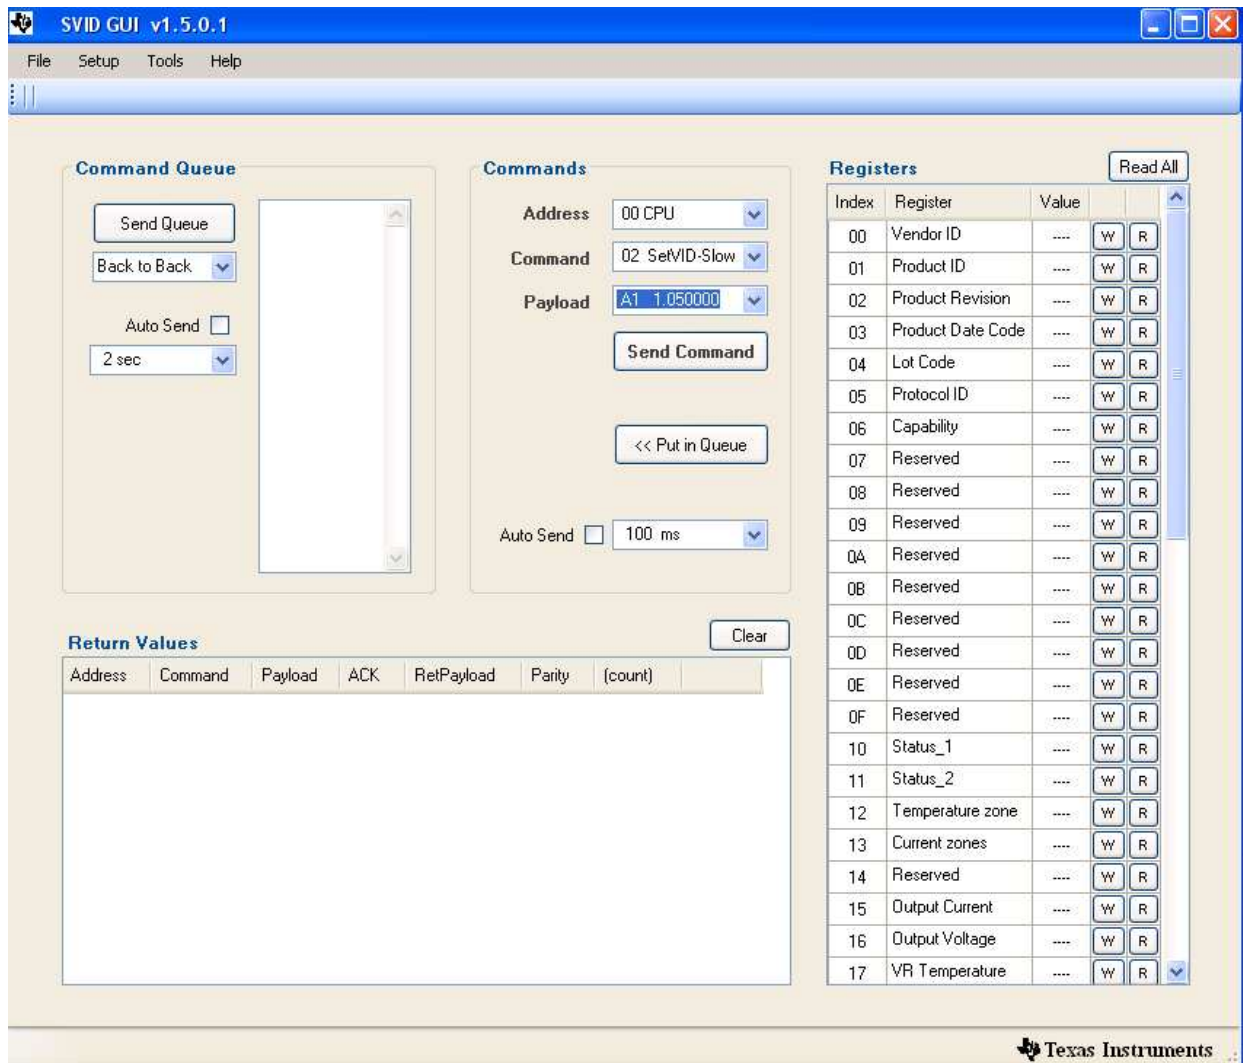 SVID GUI v1.5.0.1
File Setup Tools Help
Command Queue
Send Queue
Back to Back
Auto Send
2 sec
Commands
Address 00 CPU
Command 02 SetVID-Slow
Payload A1 1.050000
Send Command
<< Put in Queue
Auto Send 100 ms
Return Values
Clear
Address Command Payload ACK RetPayload Parity (count)
Registers
Read All
Index Register Value
00 Vendor ID ---- W R
01 Product ID ---- W R
02 Product Revision ---- W R
03 Product Date Code ---- W R
04 Lot Code ---- W R
05 Protocol ID ---- W R
06 Capability ---- W R
07 Reserved ---- W R
08 Reserved ---- W R
09 Reserved ---- W R
0A Reserved ---- W R
0B Reserved ---- W R
0C Reserved ---- W R
0D Reserved ---- W R
0E Reserved ---- W R
0F Reserved ---- W R
10 Status_1 ---- W R
11 Status_2 ---- W R
12 Temperature zone ---- W R
13 Current zones ---- W R
14 Reserved ---- W R
15 Output Current ---- W R
16 Output Voltage ---- W R
17 VR Temperature ---- W R
Texas Instruments